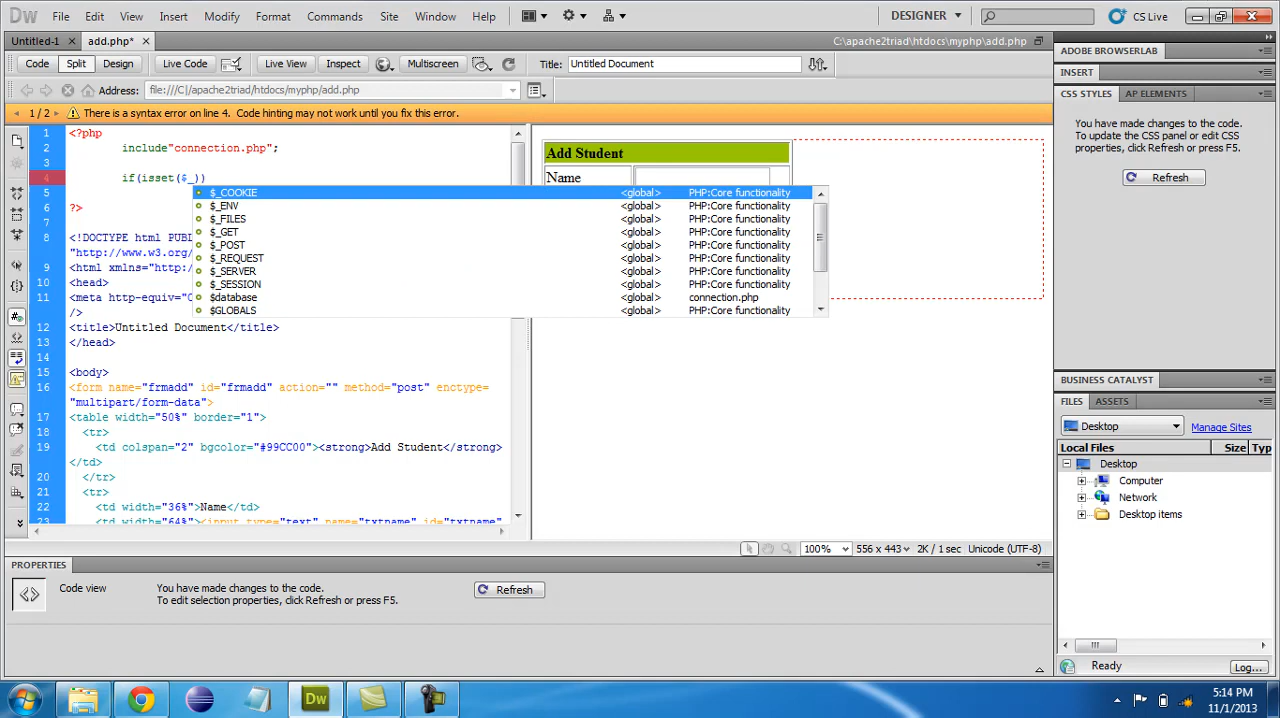 Dw File Edit View Insert Modify Format Commands Site Window Help DESIGNER CS Live
Untitled-1 × add.php* × C:\apache2triad\htdocs\myphp\add.php
Code Split Design Live Code Live View Inspect Multiscreen Title: Untitled Document
Address: file:///C|/apache2triad/htdocs/myphp/add.php
1 / 2 There is a syntax error on line 4. Code hinting may not work until you fix this error.
1 <?php
2 include"connection.php";
3
4 if(isset($_))
5
6 ?>
7
8 <!DOCTYPE html PUBL
"http://www.w3.org/
9 <html xmlns="http:/
10 <head>
11 <meta http-equiv="C
/>
12 <title>Untitled Document</title>
13 </head>
14
15 <body>
16 <form name="frmadd" id="frmadd" action="" method="post" enctype=
"multipart/form-data">
17 <table width="50%" border="1">
18 <tr>
19 <td colspan="2" bgcolor="#99CC00"><strong>Add Student</strong>
</td>
20 </tr>
21 <tr>
22 <td width="36%">Name</td>
23 <td width="64%"><input type="text" name="txtname" id="txtname"
$_COOKIE <global> PHP:Core functionality
$_ENV <global> PHP:Core functionality
$_FILES <global> PHP:Core functionality
$_GET <global> PHP:Core functionality
$_POST <global> PHP:Core functionality
$_REQUEST <global> PHP:Core functionality
$_SERVER <global> PHP:Core functionality
$_SESSION <global> PHP:Core functionality
$database <global> connection.php
$GLOBALS <global> PHP:Core functionality
Add Student
Name
100% 556 x 443 2K / 1 sec Unicode (UTF-8)
PROPERTIES
Code view
You have made changes to the code.
To edit selection properties, click Refresh or press F5.
Refresh
ADOBE BROWSERLAB
INSERT
CSS STYLES AP ELEMENTS
You have made changes to the code.
To update the CSS panel or edit CSS
properties, click Refresh or press F5.
Refresh
BUSINESS CATALYST
FILES ASSETS
Desktop Manage Sites
Local Files Size Typ
Desktop
Computer
Network
Desktop items
Ready Log...
Dw
5:14 PM
11/1/2013